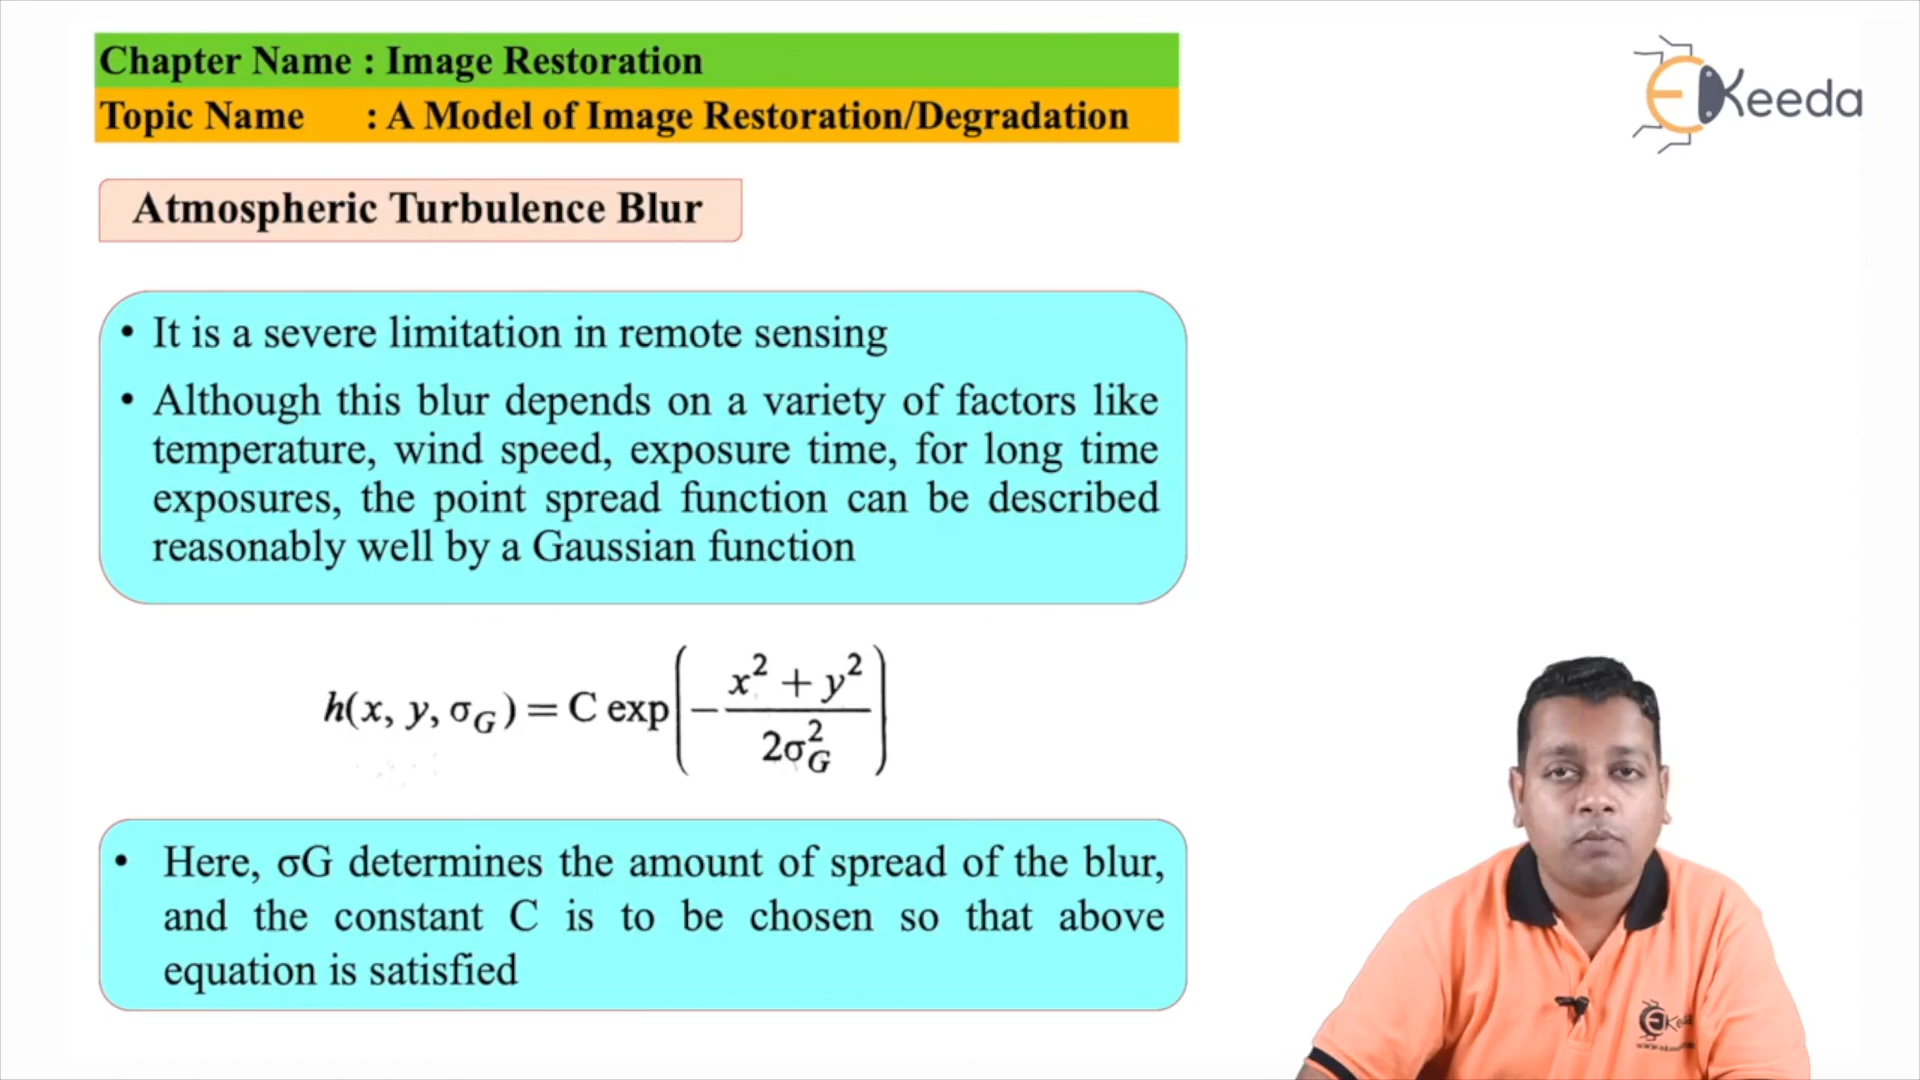 Chapter Name : Image Restoration
Topic Name : A Model of Image Restoration/Degradation
EKeeda
Atmospheric Turbulence Blur
• It is a severe limitation in remote sensing
• Although this blur depends on a variety of factors like
temperature, wind speed, exposure time, for long time
exposures, the point spread function can be described
reasonably well by a Gaussian function
h(x, y, σ_G) = C exp(−(x² + y²)/(2σ_G²))
• Here, σG determines the amount of spread of the blur,
and the constant C is to be chosen so that above
equation is satisfied